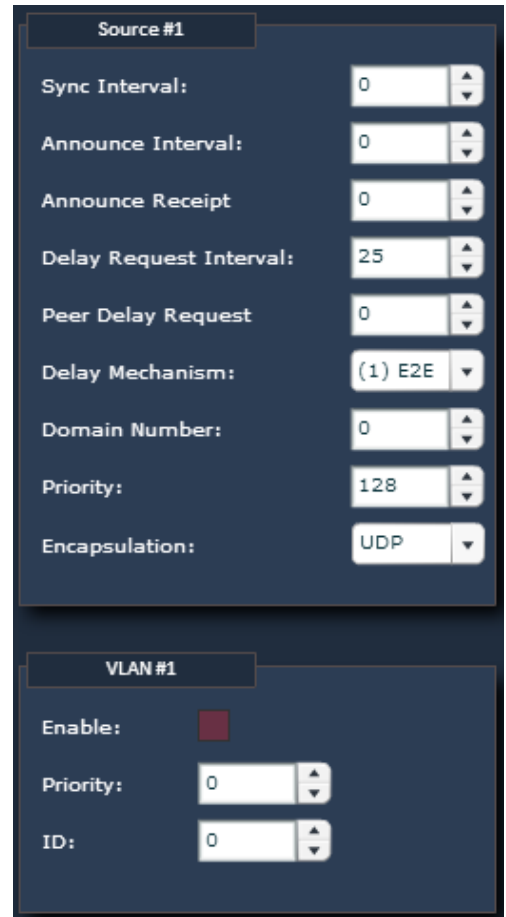 Source #1
Sync Interval: 0
Announce Interval: 0
Announce Receipt 0
Delay Request Interval: 25
Peer Delay Request 0
Delay Mechanism: (1) E2E
Domain Number: 0
Priority: 128
Encapsulation: UDP
VLAN #1
Enable:
Priority: 0
ID: 0